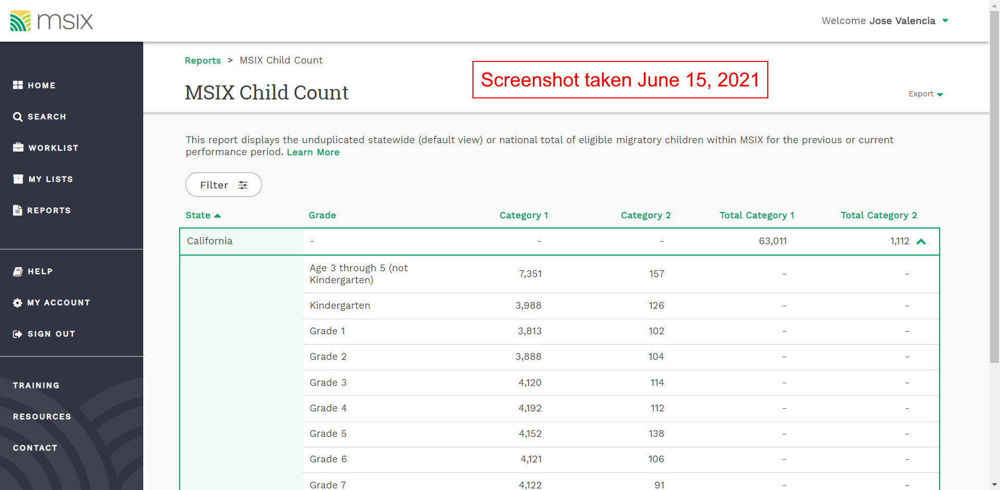 msix
Welcome Jose Valencia
HOME
SEARCH
WORKLIST
MY LISTS
REPORTS
HELP
MY ACCOUNT
SIGN OUT
TRAINING
RESOURCES
CONTACT
Reports > MSIX Child Count
MSIX Child Count
Screenshot taken June 15, 2021
Export
This report displays the unduplicated statewide (default view) or national total of eligible migratory children within MSIX for the previous or current
performance period. Learn More
Filter
State Grade Category 1 Category 2 Total Category 1 Total Category 2
California - - - 63,011 1,112
Age 3 through 5 (not
Kindergarten) 7,351 157 - -
Kindergarten 3,988 126 - -
Grade 1 3,813 102 - -
Grade 2 3,888 104 - -
Grade 3 4,120 114 - -
Grade 4 4,192 112 - -
Grade 5 4,152 138 - -
Grade 6 4,121 106 - -
Grade 7 4,122 91 - -